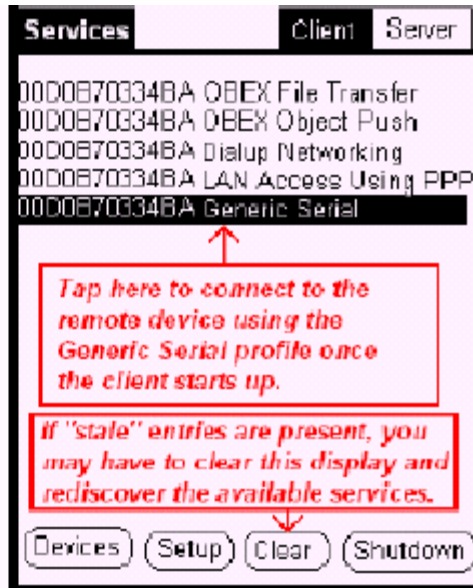 Services Client Server
00D0B70334BA OBEX File Transfer
00D0B70334BA OBEX Object Push
00D0B70334BA Dialup Networking
00D0B70334BA LAN Access Using PPP
00D0B70334BA Generic Serial
Tap here to connect to the
remote device using the
Generic Serial profile once
the client starts up.
If "stale" entries are present, you
may have to clear this display and
rediscover the available services.
Devices Setup Clear Shutdown